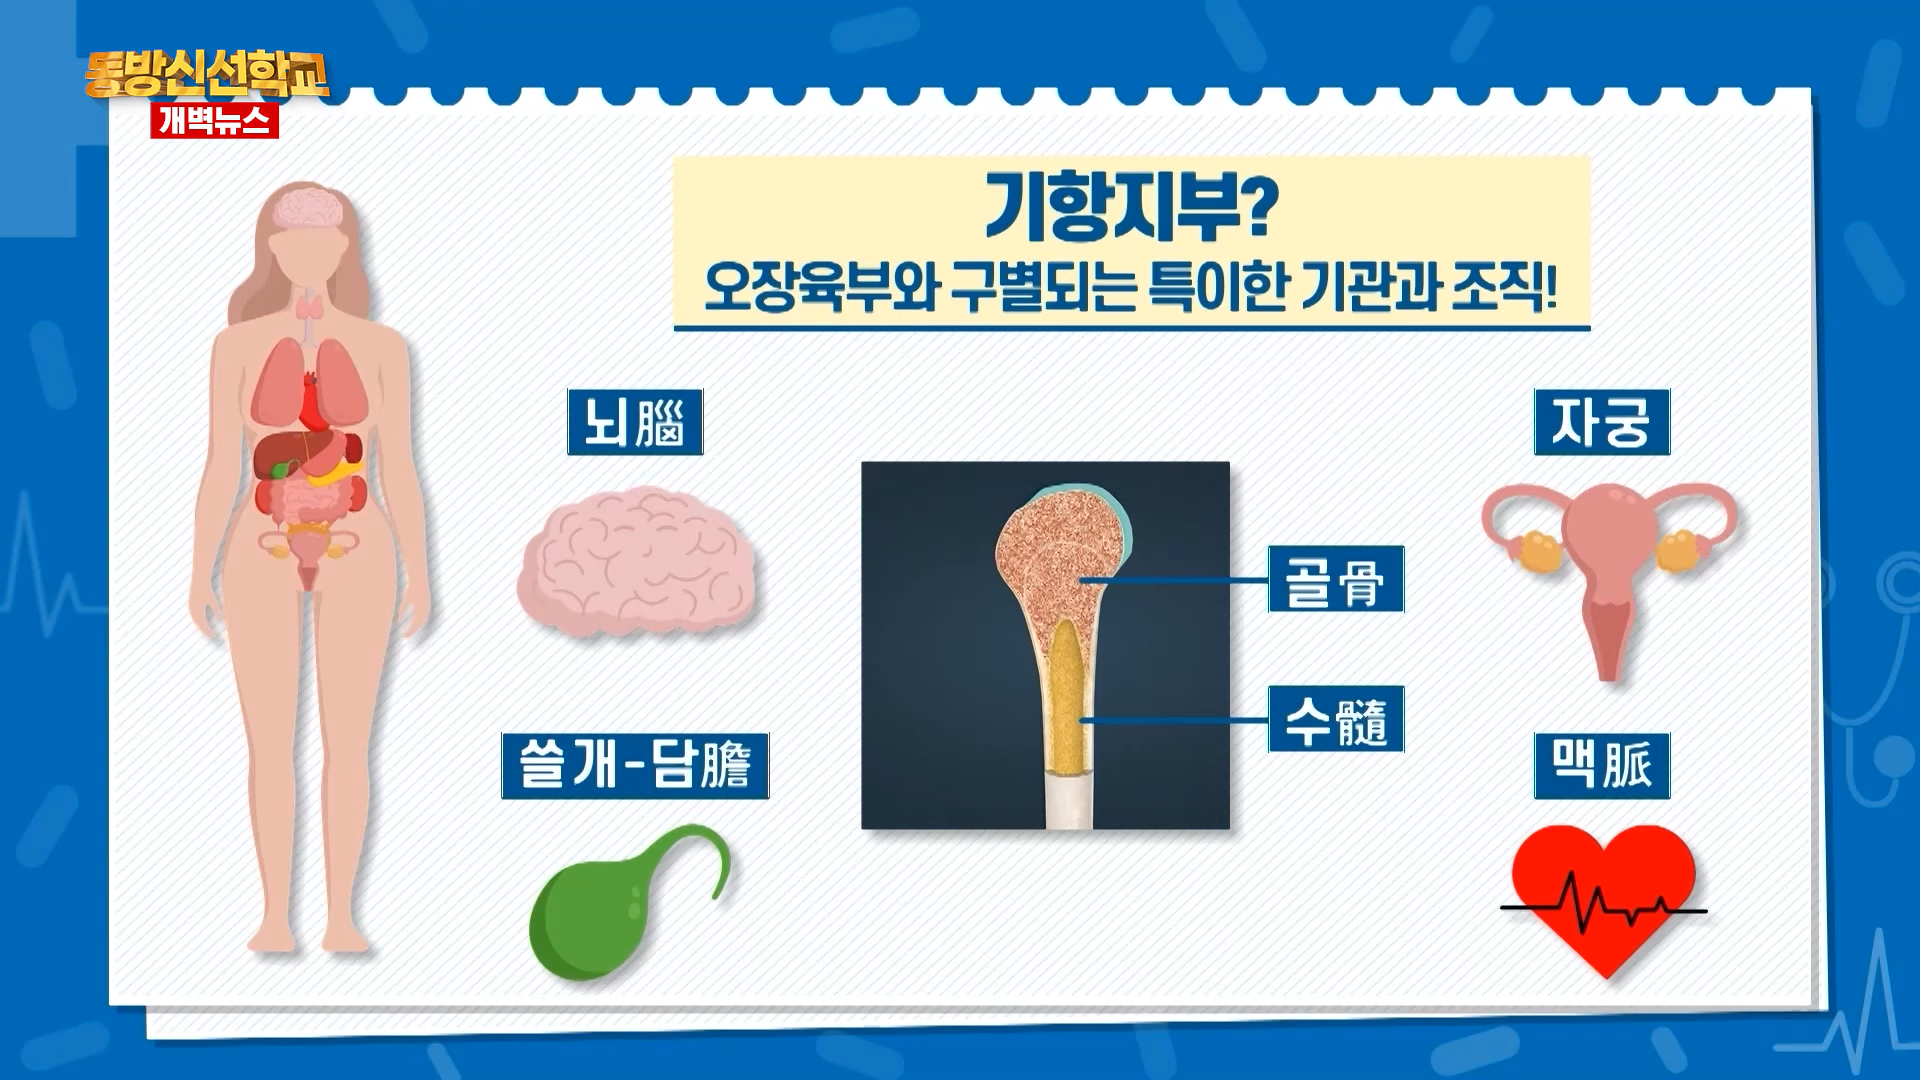 동방신선학교
개벽뉴스
기항지부?
오장육부와 구별되는 특이한 기관과 조직!
뇌腦
자궁
골骨
수髓
쓸개-담膽
맥脈